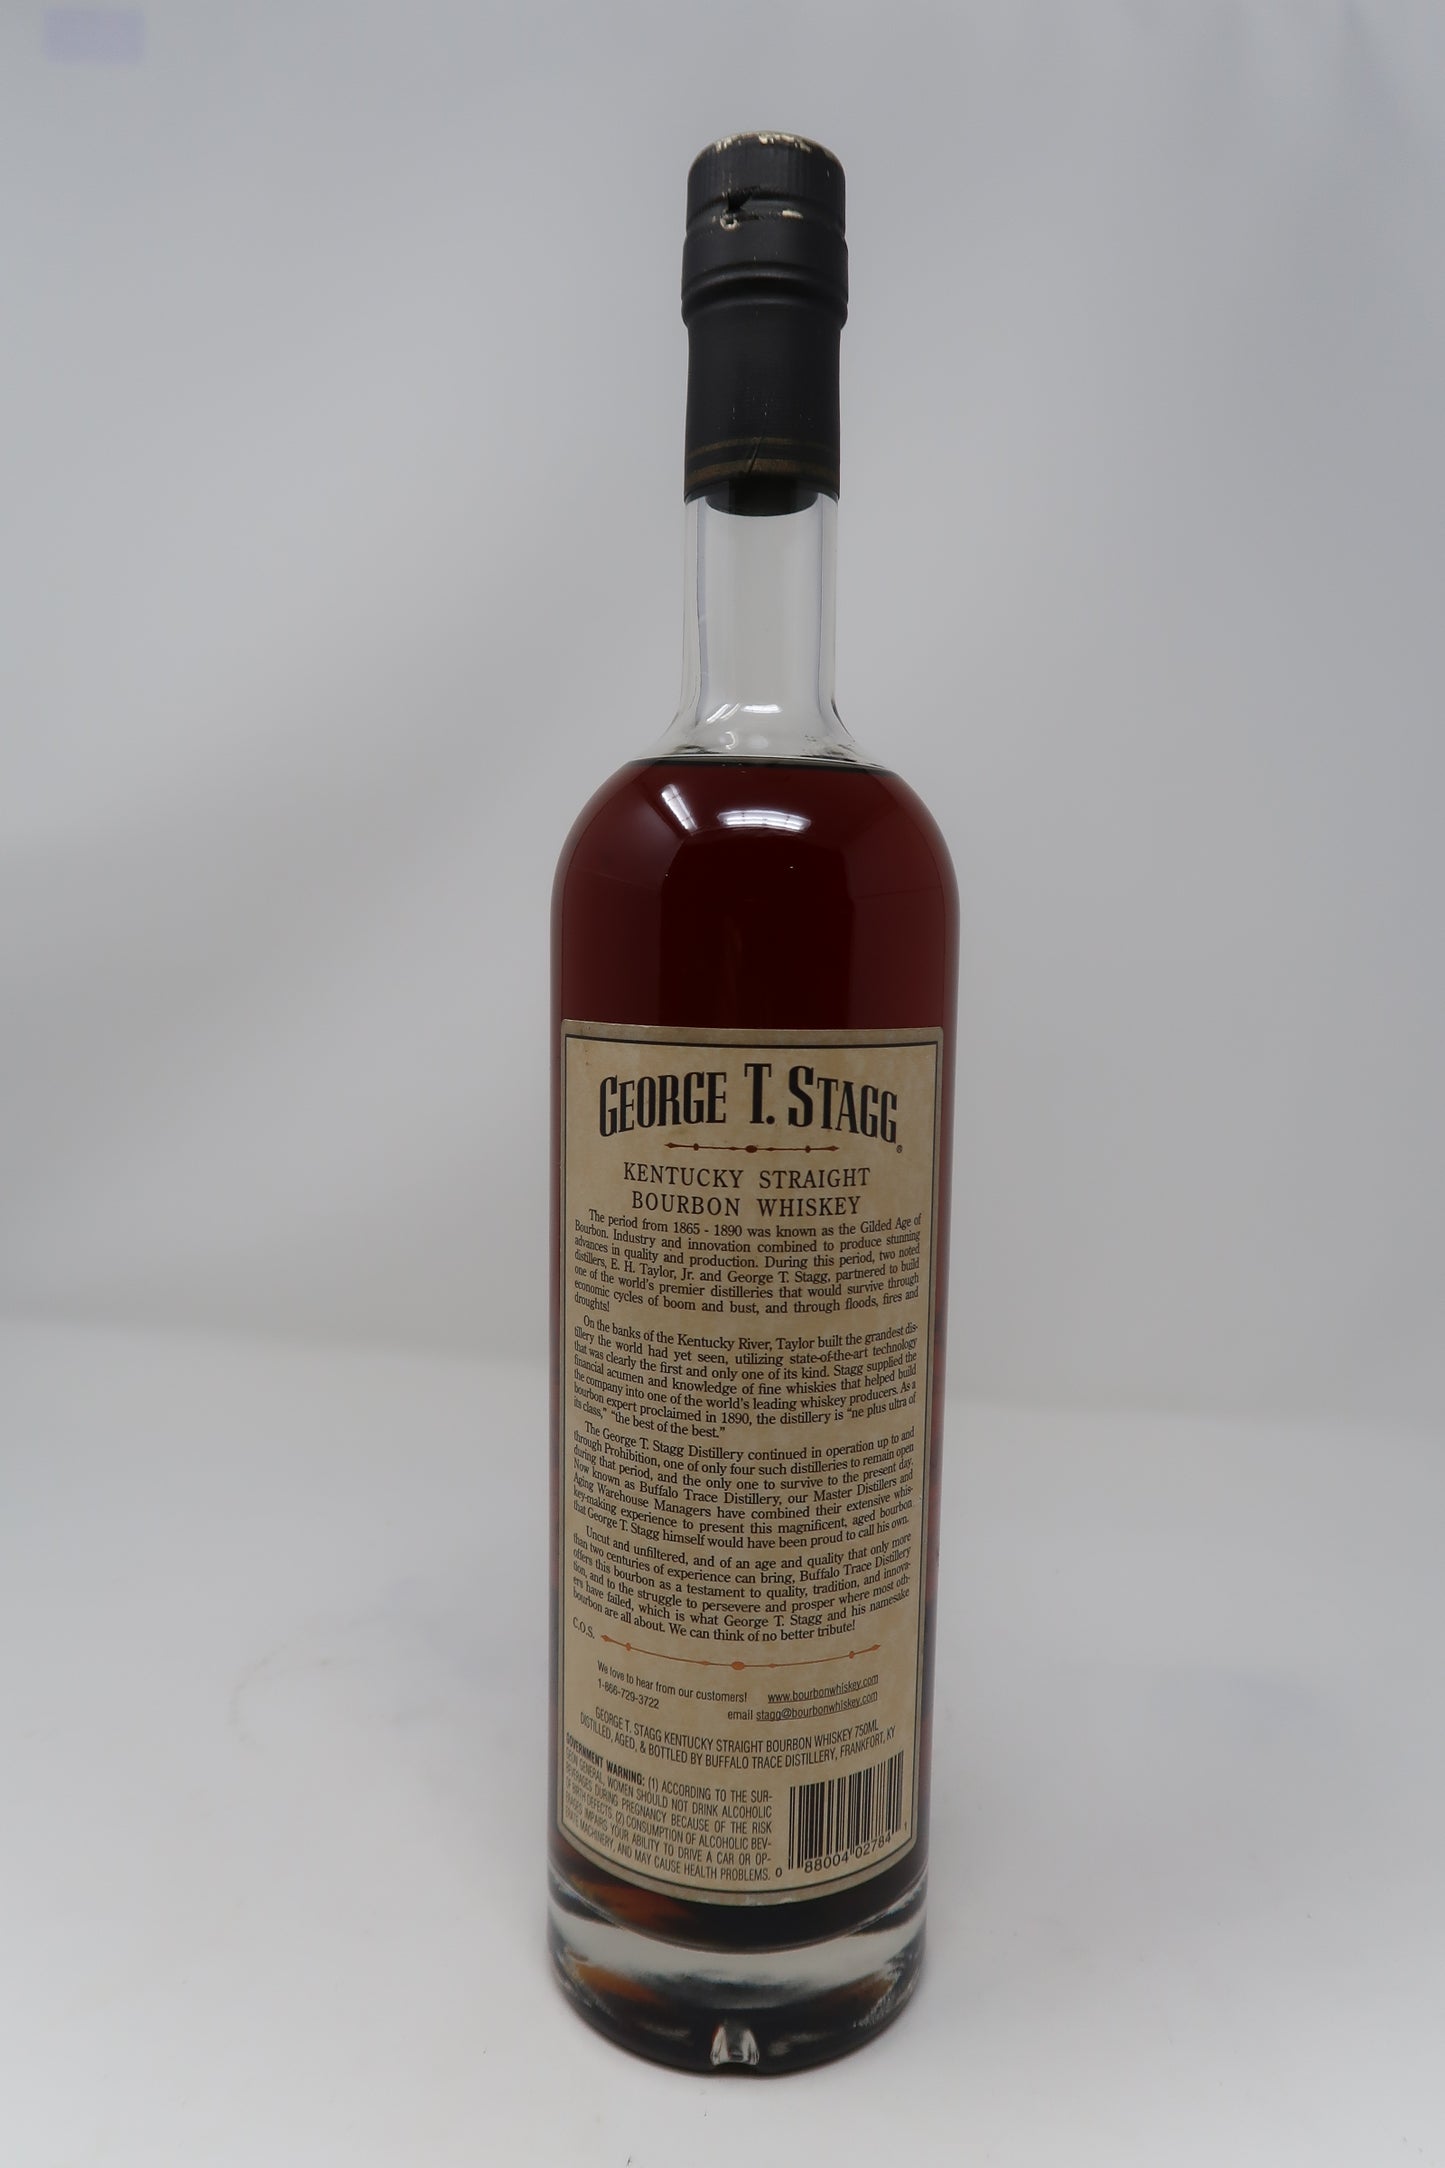 GEORGE T. STAGG®
KENTUCKY STRAIGHT
BOURBON WHISKEY
The period from 1865 - 1890 was known as the Gilded Age of
Bourbon. Industry and innovation combined to produce stunning
advances in quality and production. During this period, two noted
distillers, E. H. Taylor, Jr. and George T. Stagg, partnered to build
one of the world's premier distilleries that would survive through
economic cycles of boom and bust, and through floods, fires and
droughts!
On the banks of the Kentucky River, Taylor built the grandest dis-
tillery the world had yet seen, utilizing state-of-the-art technology
that was clearly the first and only one of its kind. Stagg supplied the
financial acumen and knowledge of fine whiskies that helped build
the company into one of the world's leading whiskey producers. As a
bourbon expert proclaimed in 1890, the distillery is "ne plus ultra of
its class," "the best of the best."
The George T. Stagg Distillery continued in operation up to and
through Prohibition, one of only four such distilleries to remain open
during that period, and the only one to survive to the present day.
Now known as Buffalo Trace Distillery, our Master Distillers and
Aging Warehouse Managers have combined their extensive whis-
key-making experience to present this magnificent, aged bourbon
that George T. Stagg himself would have been proud to call his own.
Uncut and unfiltered, and of an age and quality that only more
than two centuries of experience can bring, Buffalo Trace Distillery
offers this bourbon as a testament to quality, tradition, and innova-
tion, and to the struggle to persevere and prosper where most oth-
ers have failed, which is what George T. Stagg and his namesake
bourbon are all about. We can think of no better tribute!
C.O.S.
We love to hear from our customers! www.bourbonwhiskey.com
1-866-729-3722 email stagg@bourbonwhiskey.com
GEORGE T. STAGG KENTUCKY STRAIGHT BOURBON WHISKEY 750ML
DISTILLED, AGED, & BOTTLED BY BUFFALO TRACE DISTILLERY, FRANKFORT, KY
GOVERNMENT WARNING: (1) ACCORDING TO THE SUR-
GEON GENERAL, WOMEN SHOULD NOT DRINK ALCOHOLIC
BEVERAGES DURING PREGNANCY BECAUSE OF THE RISK
OF BIRTH DEFECTS. (2) CONSUMPTION OF ALCOHOLIC BEV-
ERAGES IMPAIRS YOUR ABILITY TO DRIVE A CAR OR OP-
ERATE MACHINERY, AND MAY CAUSE HEALTH PROBLEMS.
0 88004 02784 1